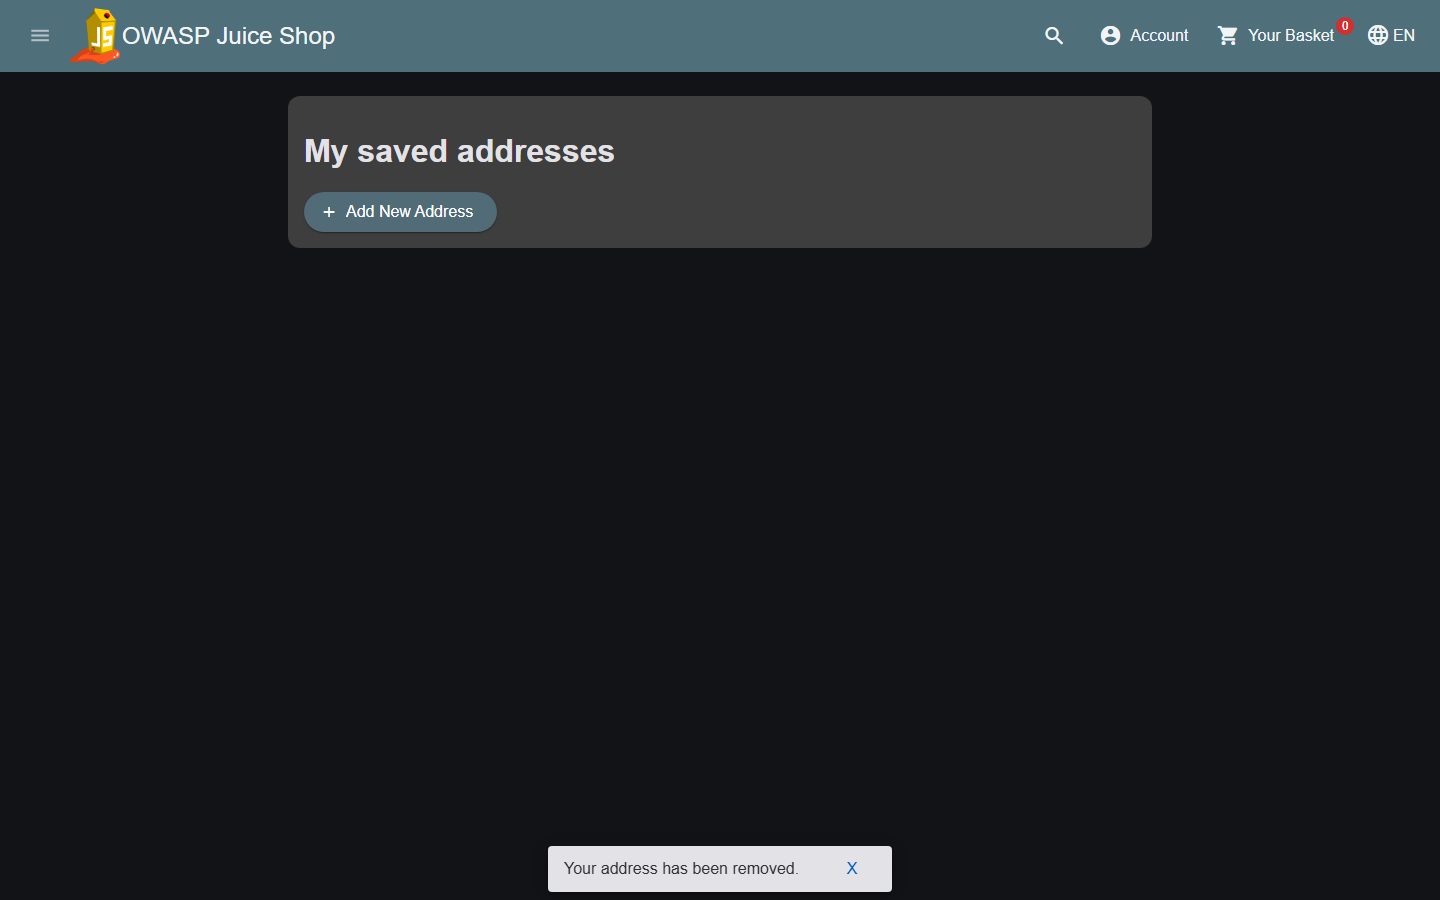 JS
OWASP Juice Shop
Account
Your Basket
0
EN
My saved addresses
Add New Address
Your address has been removed.
X